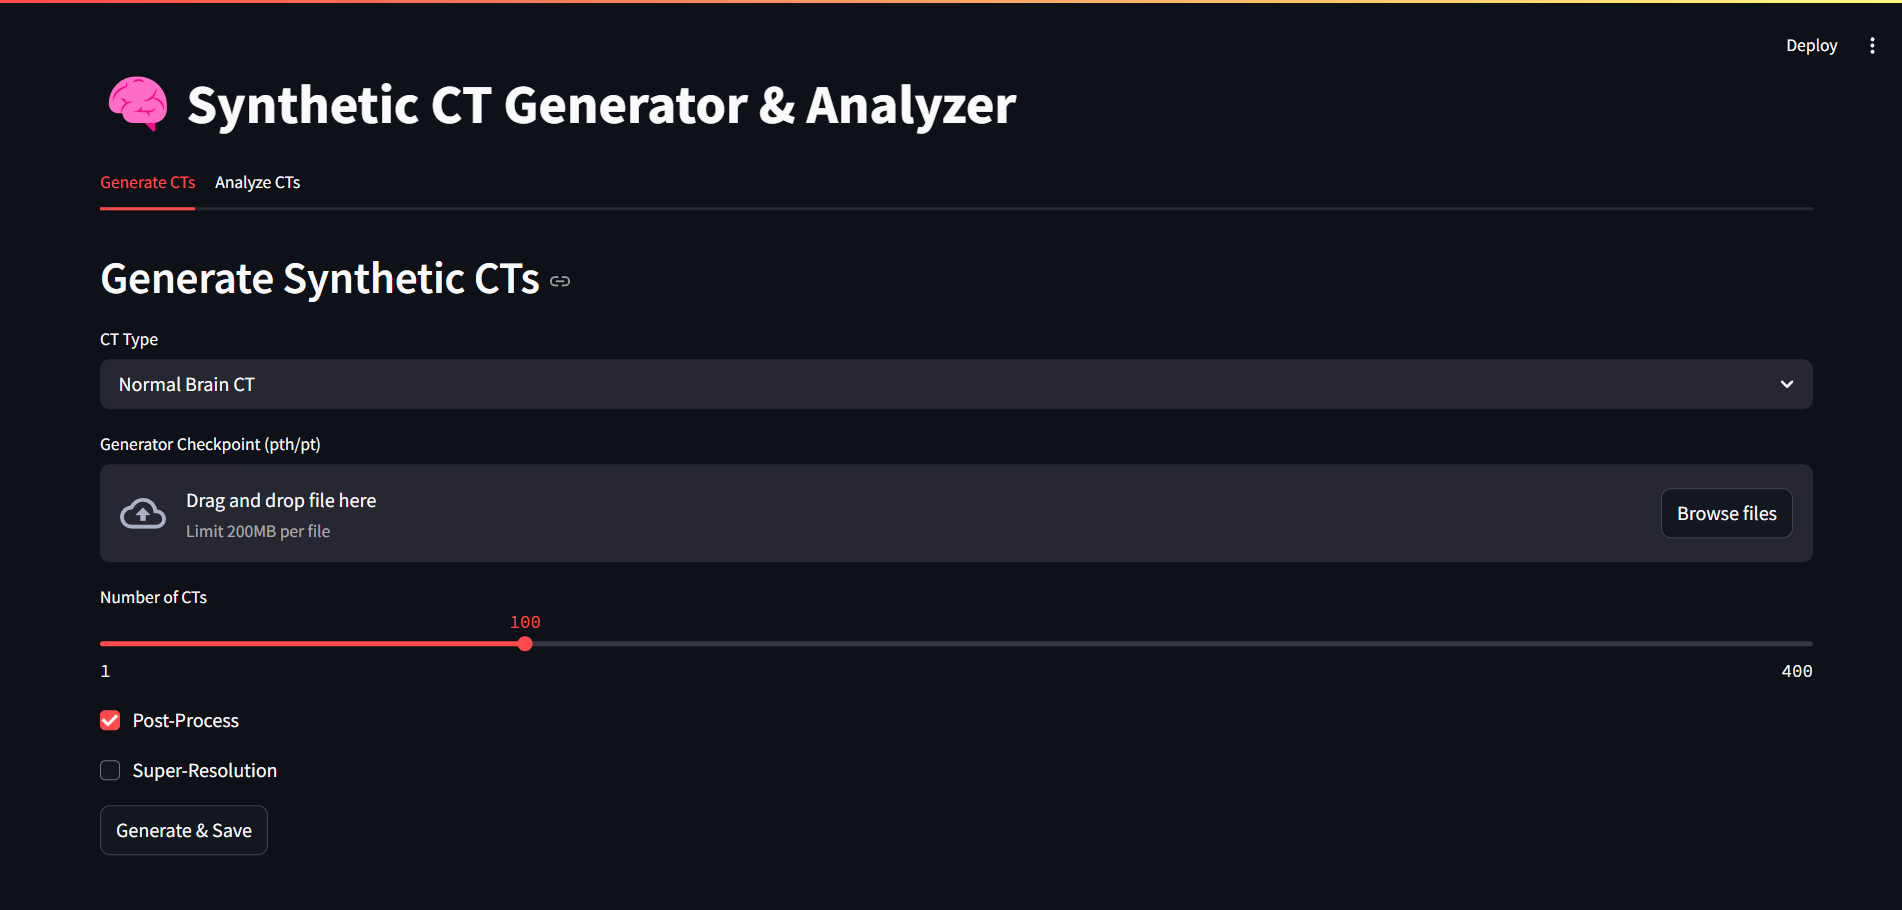 Deploy
Synthetic CT Generator & Analyzer
Generate CTs
Analyze CTs
Generate Synthetic CTs
CT Type
Normal Brain CT
Generator Checkpoint (pth/pt)
Drag and drop file here
Limit 200MB per file
Browse files
Number of CTs
100
1
400
Post-Process
Super-Resolution
Generate & Save